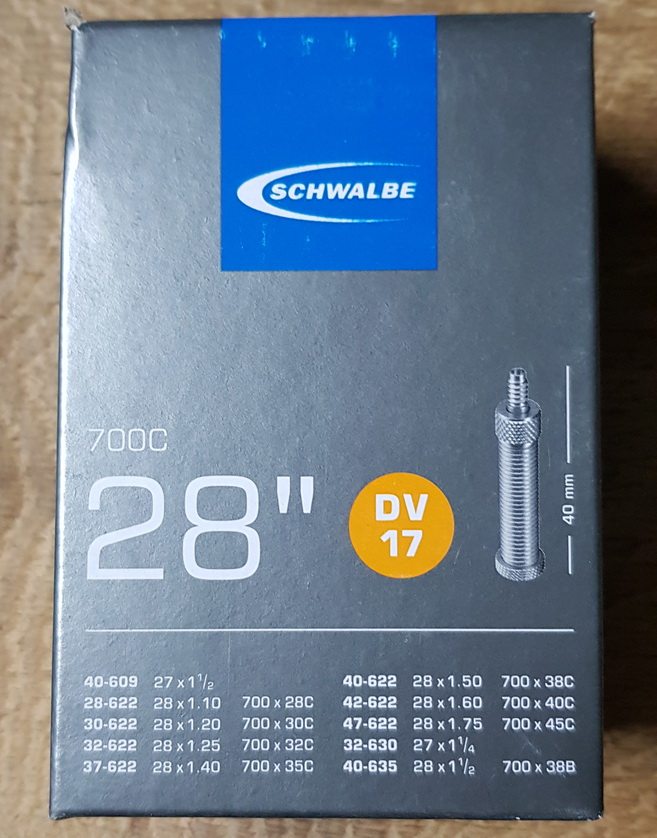 SCHWALBE
700C
28"
DV
17
40 mm
40-609 27 x 1 1/2
28-622 28 x 1.10 700 x 28C
30-622 28 x 1.20 700 x 30C
32-622 28 x 1.25 700 x 32C
37-622 28 x 1.40 700 x 35C
40-622 28 x 1.50 700 x 38C
42-622 28 x 1.60 700 x 40C
47-622 28 x 1.75 700 x 45C
32-630 27 x 1 1/4
40-635 28 x 1 1/2 700 x 38B